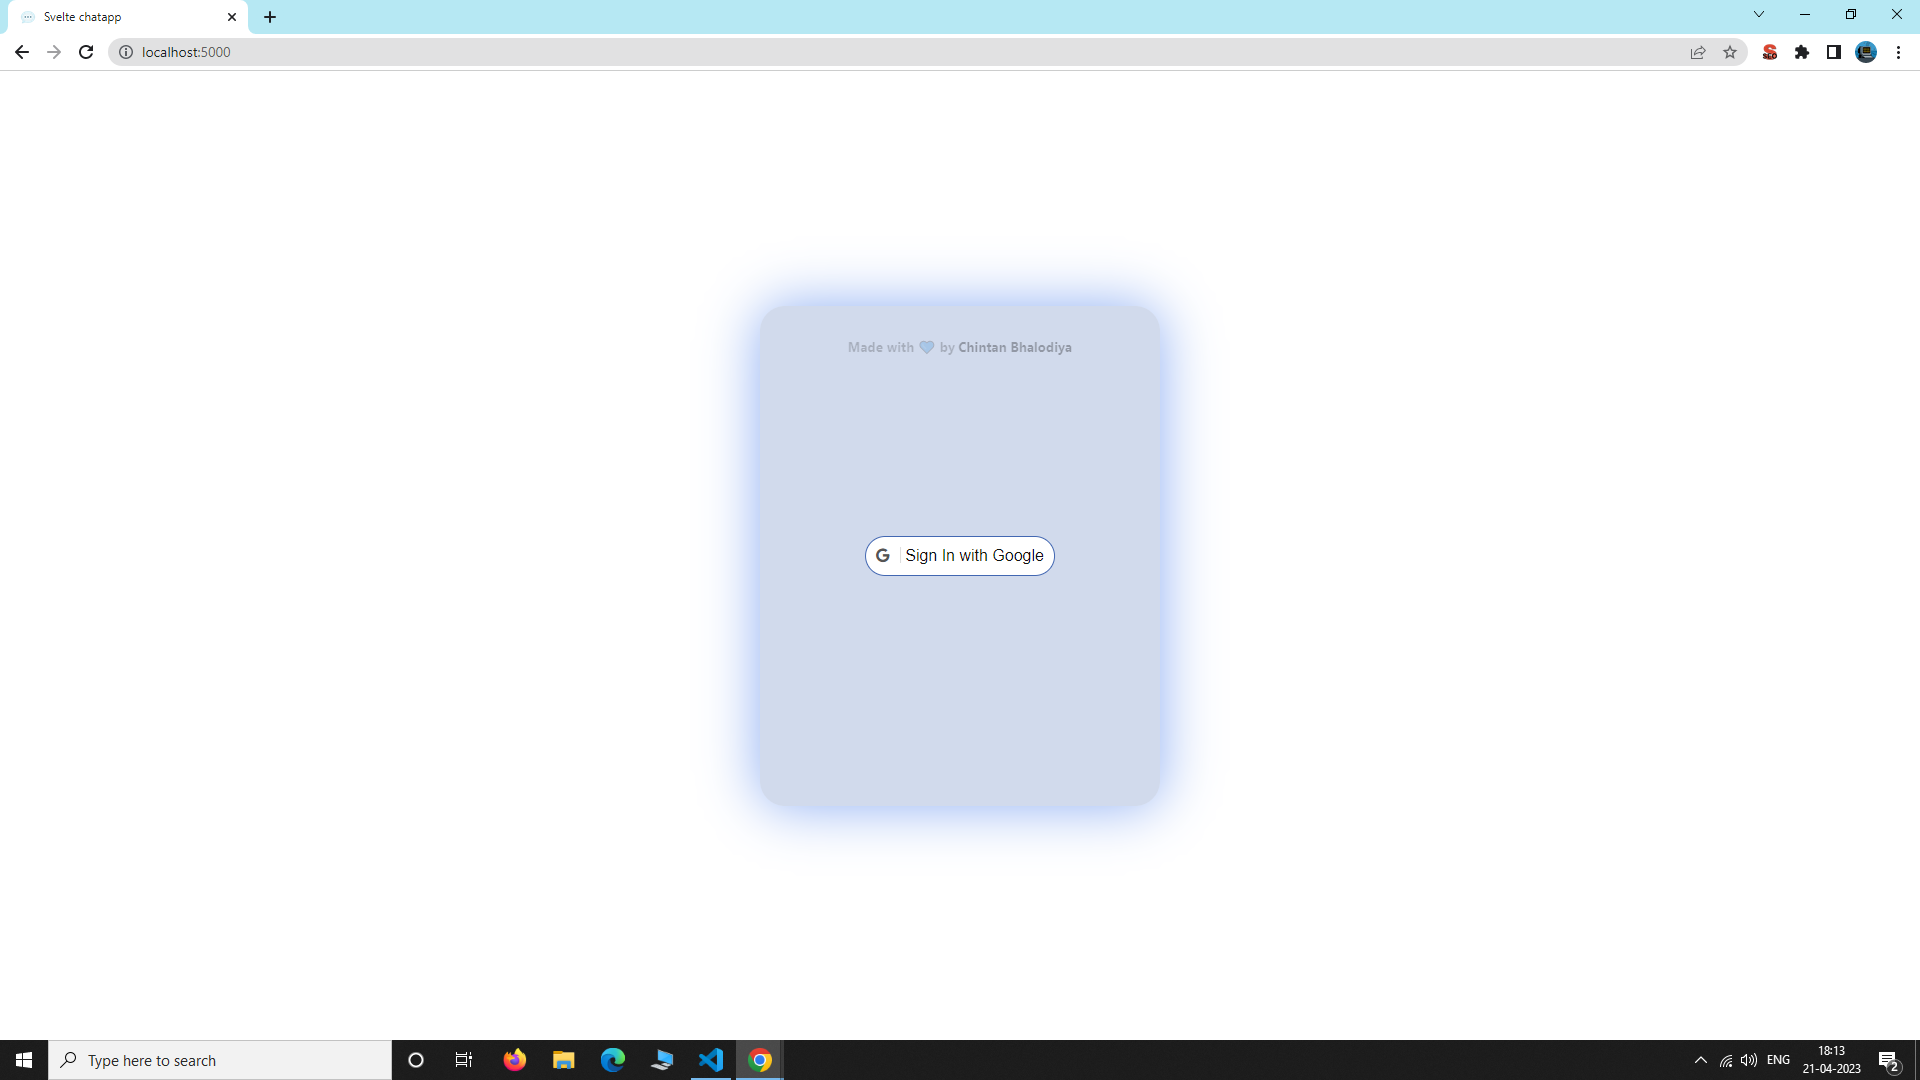 Svelte chatapp
localhost:5000
SEO
Made with 💙 by Chintan Bhalodiya
G Sign In with Google
Type here to search
ENG
18:13
21-04-2023
2